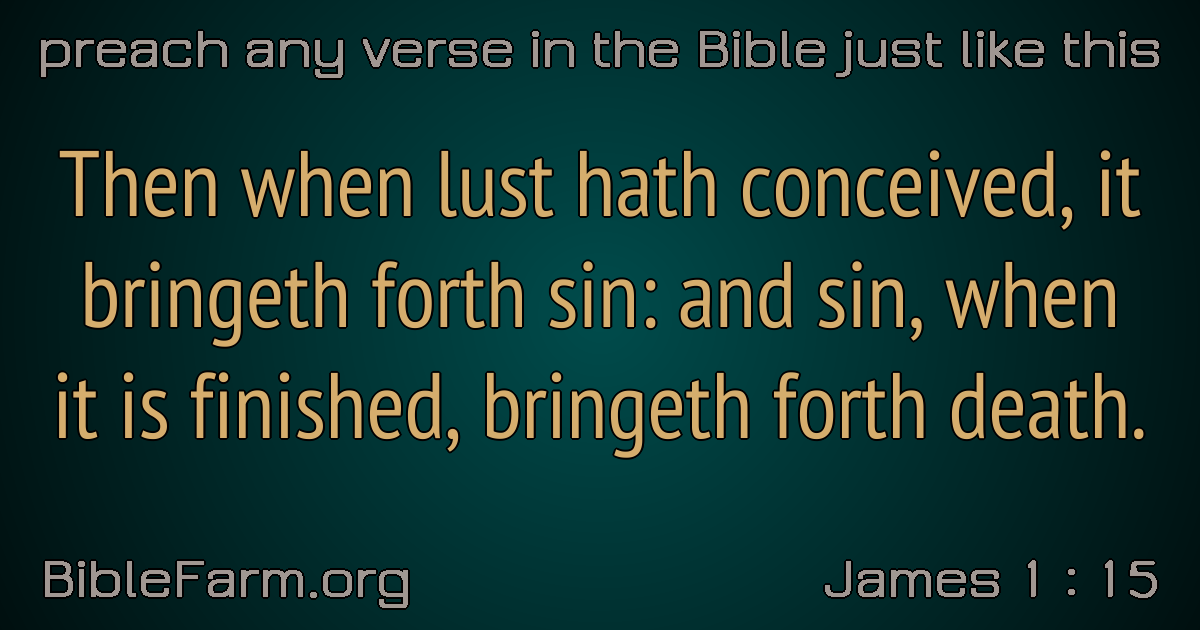 preach any verse in the Bible just like this
Then when lust hath conceived, it
bringeth forth sin: and sin, when
it is finished, bringeth forth death.
BibleFarm.org
James 1 : 15